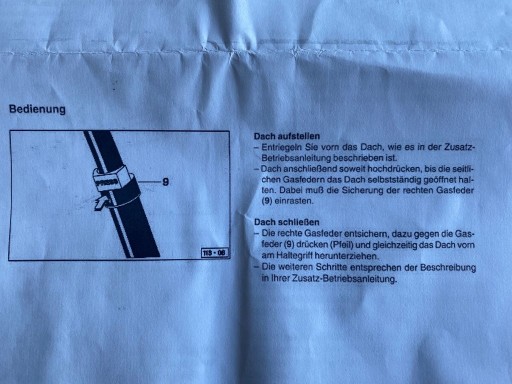 Bedienung
9
113 - 06
Dach aufstellen
– Entriegeln Sie vorn das Dach, wie es in der Zusatz-
Betriebsanleitung beschrieben ist.
– Dach anschließend soweit hochdrücken, bis die seitli-
chen Gasfedern das Dach selbstständig geöffnet hal-
ten. Dabei muß die Sicherung der rechten Gasfeder
(9) einrasten.
Dach schließen
– Die rechte Gasfeder entsichern, dazu gegen die Gas-
feder (9) drücken (Pfeil) und gleichzeitig das Dach vorn
am Haltegriff herunterziehen.
– Die weiteren Schritte entsprechen der Beschreibung
in Ihrer Zusatz-Betriebsanleitung.